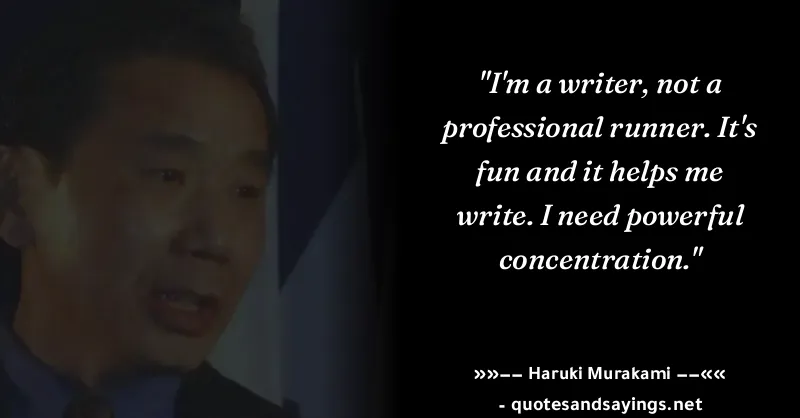 "I'm a writer, not a
professional runner. It's
fun and it helps me
write. I need powerful
concentration."
»»–– Haruki Murakami ––««
- quotesandsayings.net